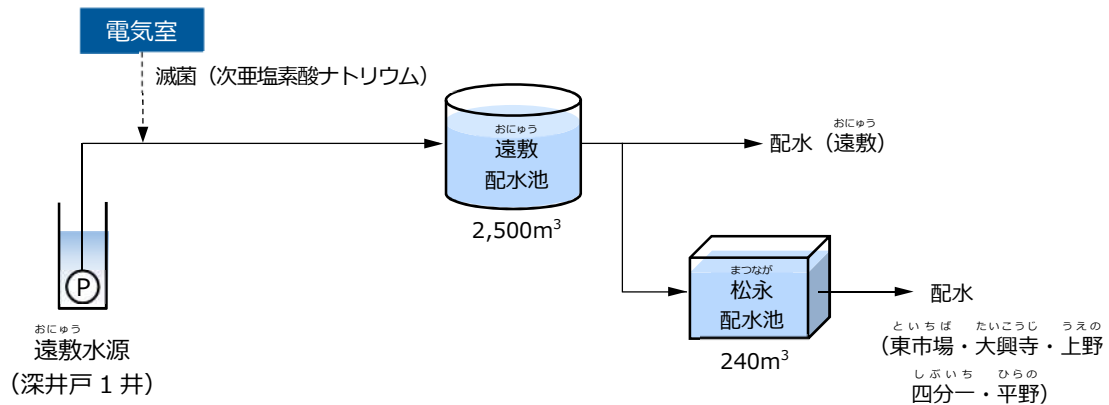 電気室
滅菌（次亜塩素酸ナトリウム）
おにゅう
遠敷
配水池
2,500m³
おにゅう
配水（遠敷）
まつなが
松永
配水池
240m³
配水
といちば たいこうじ うえの
（東市場・大興寺・上野
しぶいち ひらの
四分一・平野）
P
おにゅう
遠敷水源
（深井戸１井）